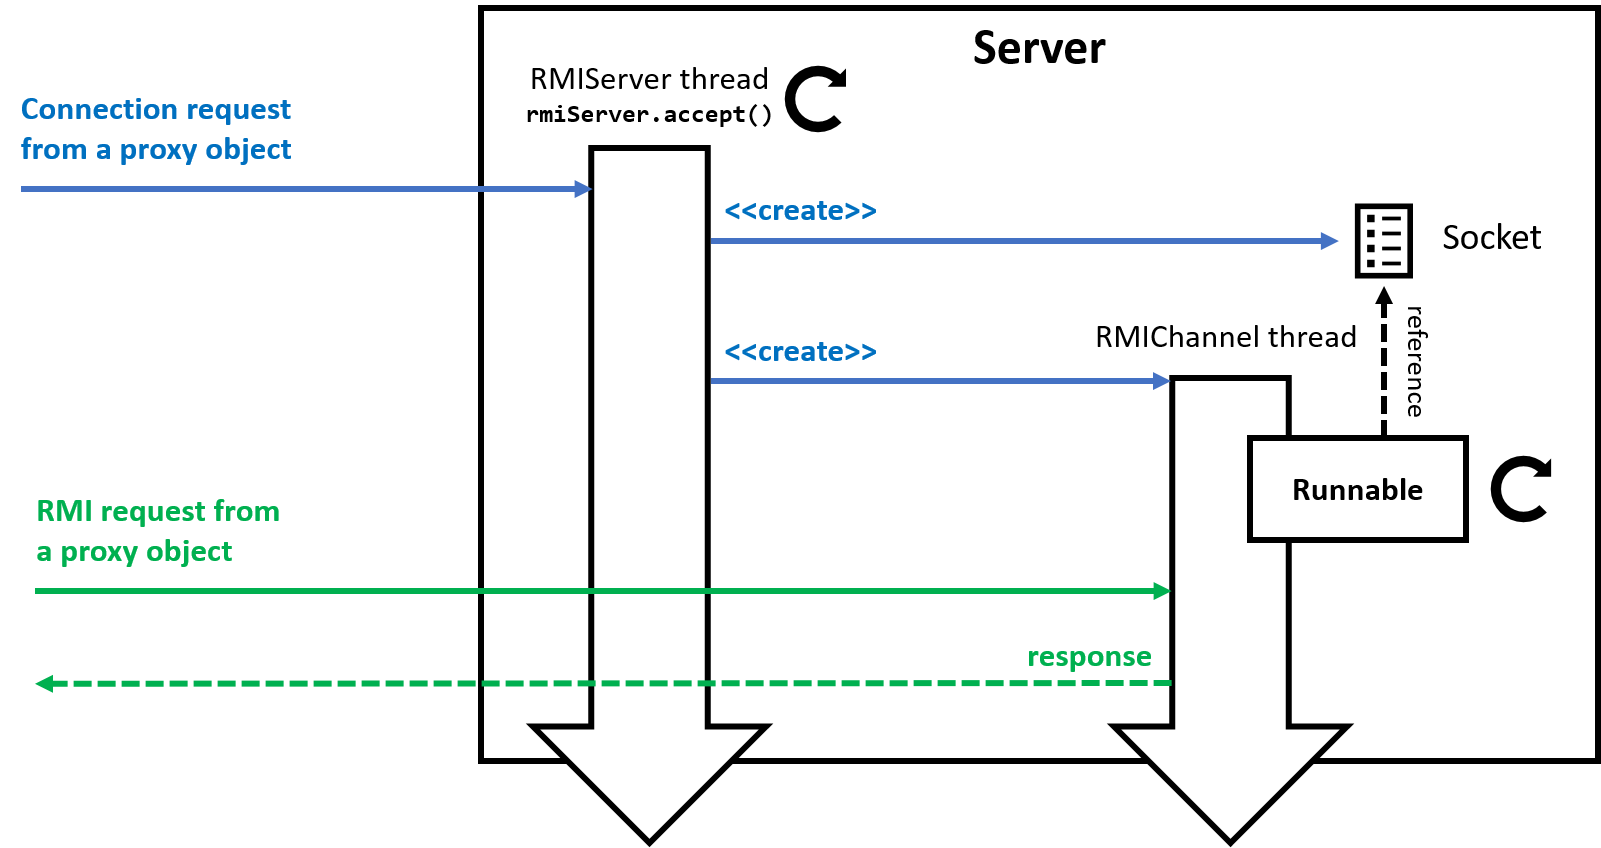 Server
RMIServer thread
rmiServer.accept()
Connection request
from a proxy object
<<create>>
Socket
reference
RMIChannel thread
<<create>>
Runnable
RMI request from
a proxy object
response